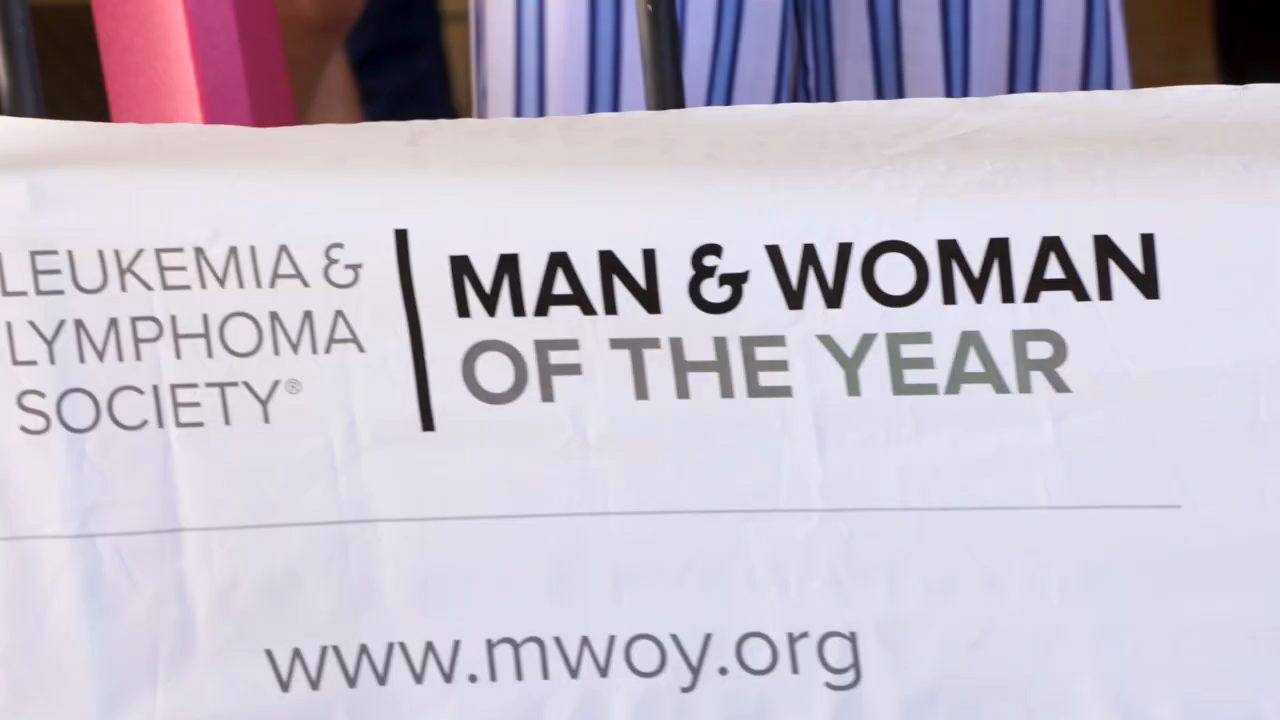 LEUKEMIA &
LYMPHOMA
SOCIETY®
MAN & WOMAN
OF THE YEAR
www.mwoy.org